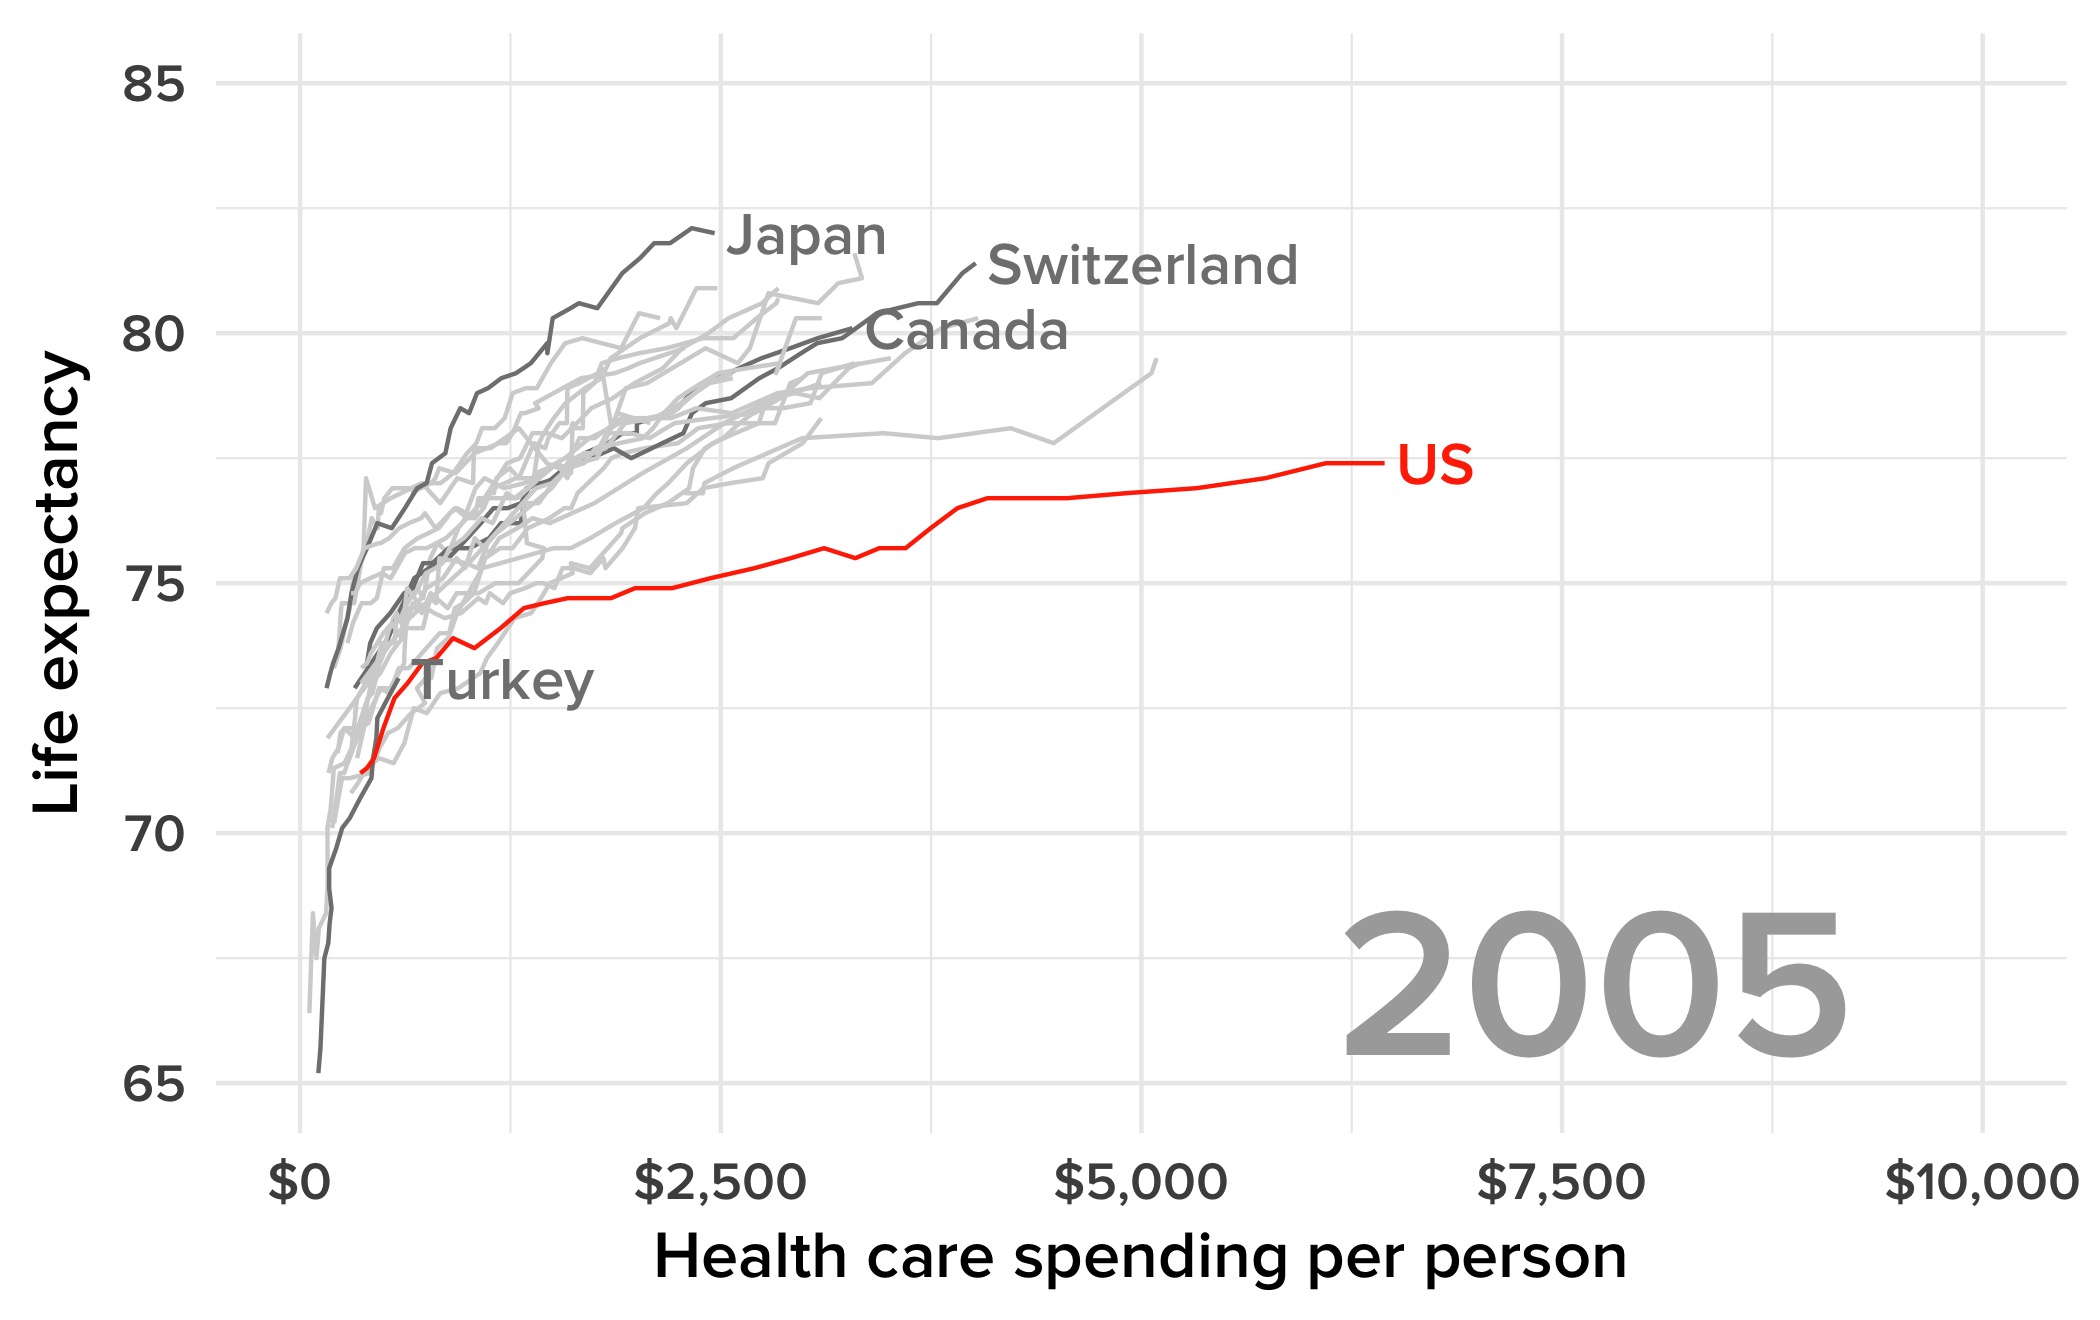 85
80
75
70
65
Life expectancy
Japan
Switzerland
Canada
US
Turkey
2005
$0
$2,500
$5,000
$7,500
$10,000
Health care spending per person